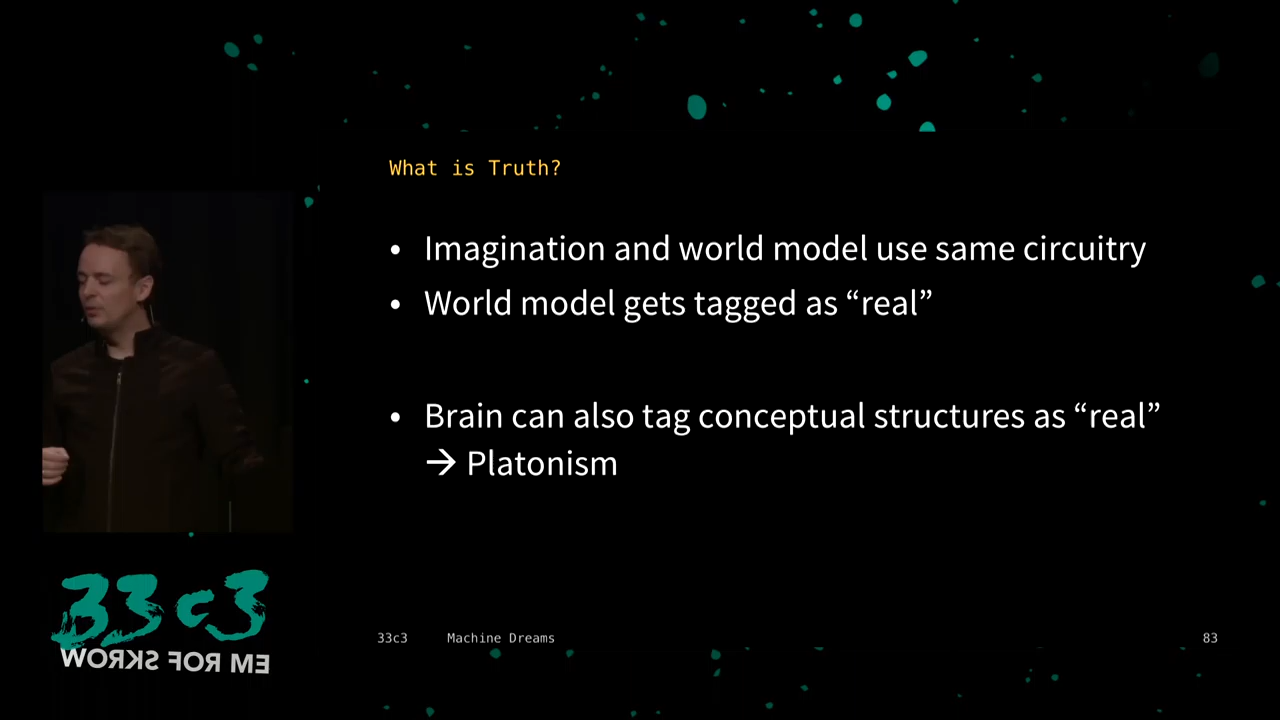 What is Truth?
• Imagination and world model use same circuitry
• World model gets tagged as “real”
• Brain can also tag conceptual structures as “real”
→ Platonism
33c3
WORKS FOR ME
33c3 Machine Dreams 83